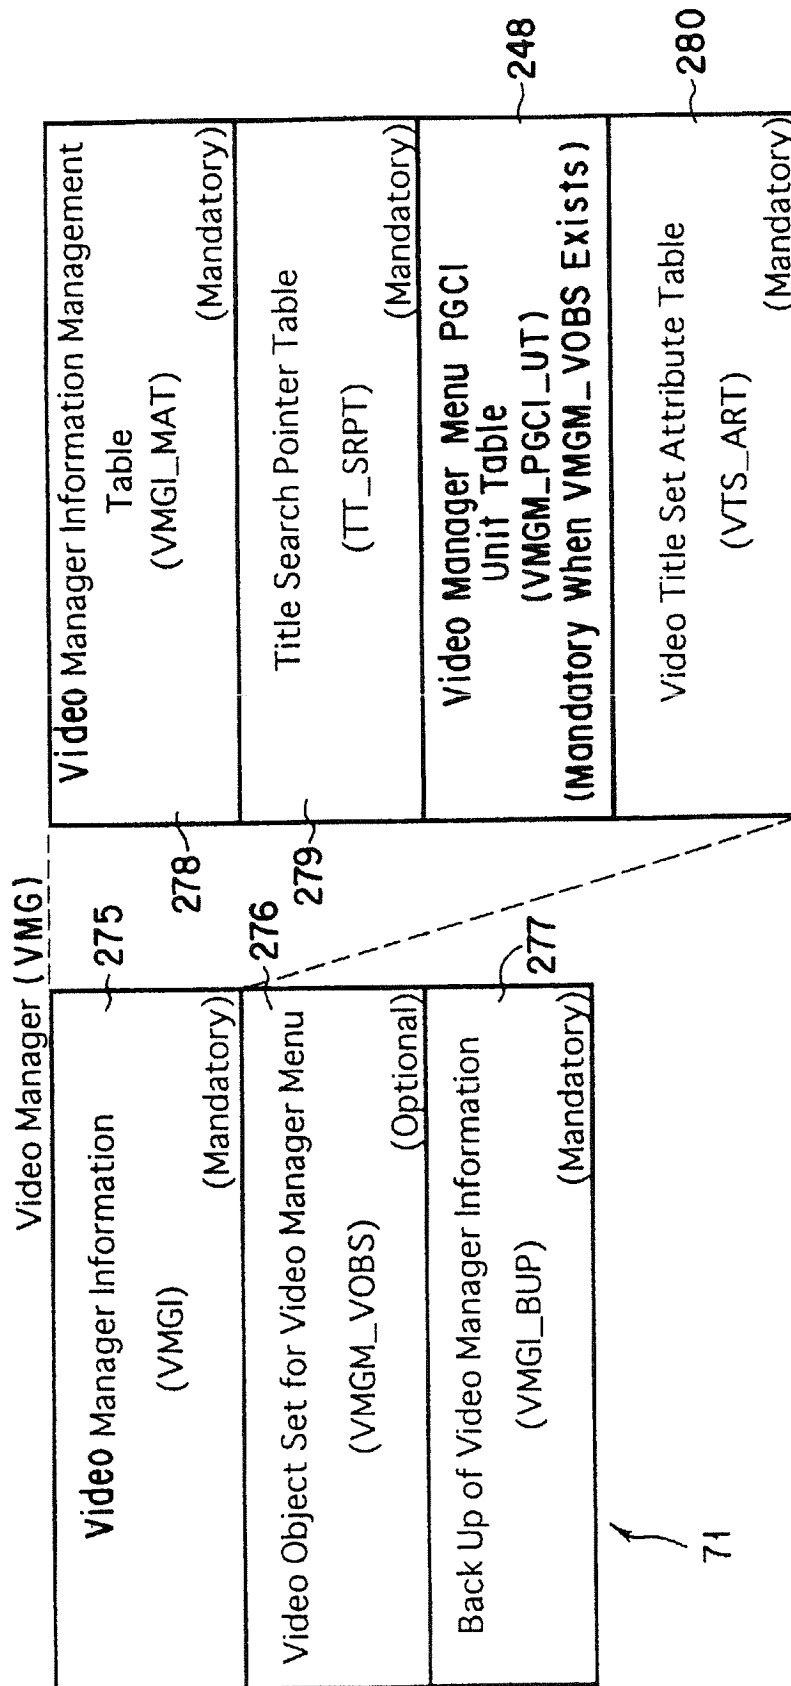 Video Manager (VMG)
Video Manager Information
(VMGI)
(Mandatory)
275
Video Object Set for Video Manager Menu
(VMGM_VOBS)
(Optional)
276
Back Up of Video Manager Information
(VMGI_BUP)
(Mandatory)
277
71
Video Manager Information Management
Table
(VMGI_MAT)
(Mandatory)
278
Title Search Pointer Table
(TT_SRPT)
(Mandatory)
279
Video Manager Menu PGCI
Unit Table
(VMGM_PGCI_UT)
(Mandatory When VMGM_VOBS Exists)
248
Video Title Set Attribute Table
(VTS_ART)
(Mandatory)
280